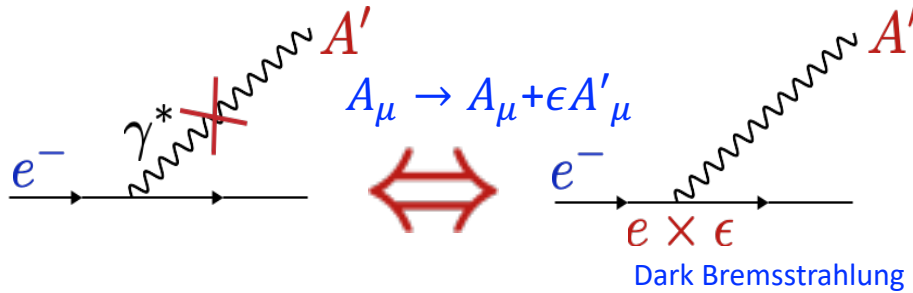 A′
γ*
e⁻
A_μ → A_μ+ϵA′_μ
A′
e⁻
e × ϵ
Dark Bremsstrahlung